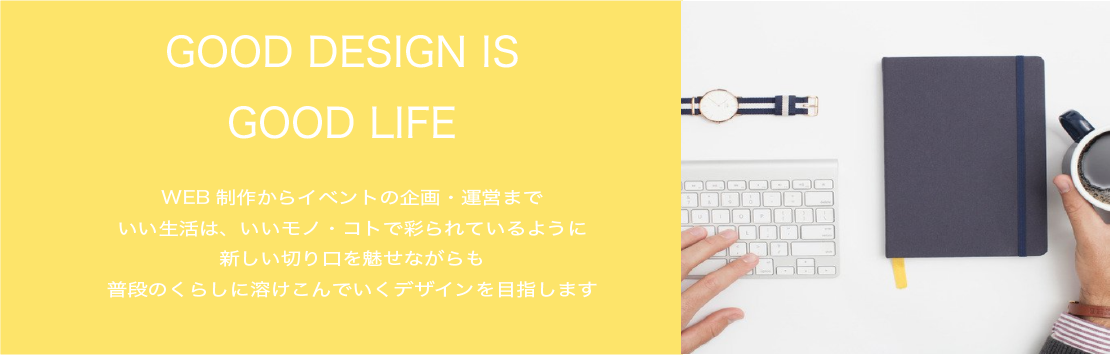 GOOD DESIGN IS
GOOD LIFE
WEB 制作からイベントの企画・運営まで
いい生活は、いいモノ・コトで彩られているように
新しい切り口を魅せながらも
普段のくらしに溶けこんでいくデザインを目指します